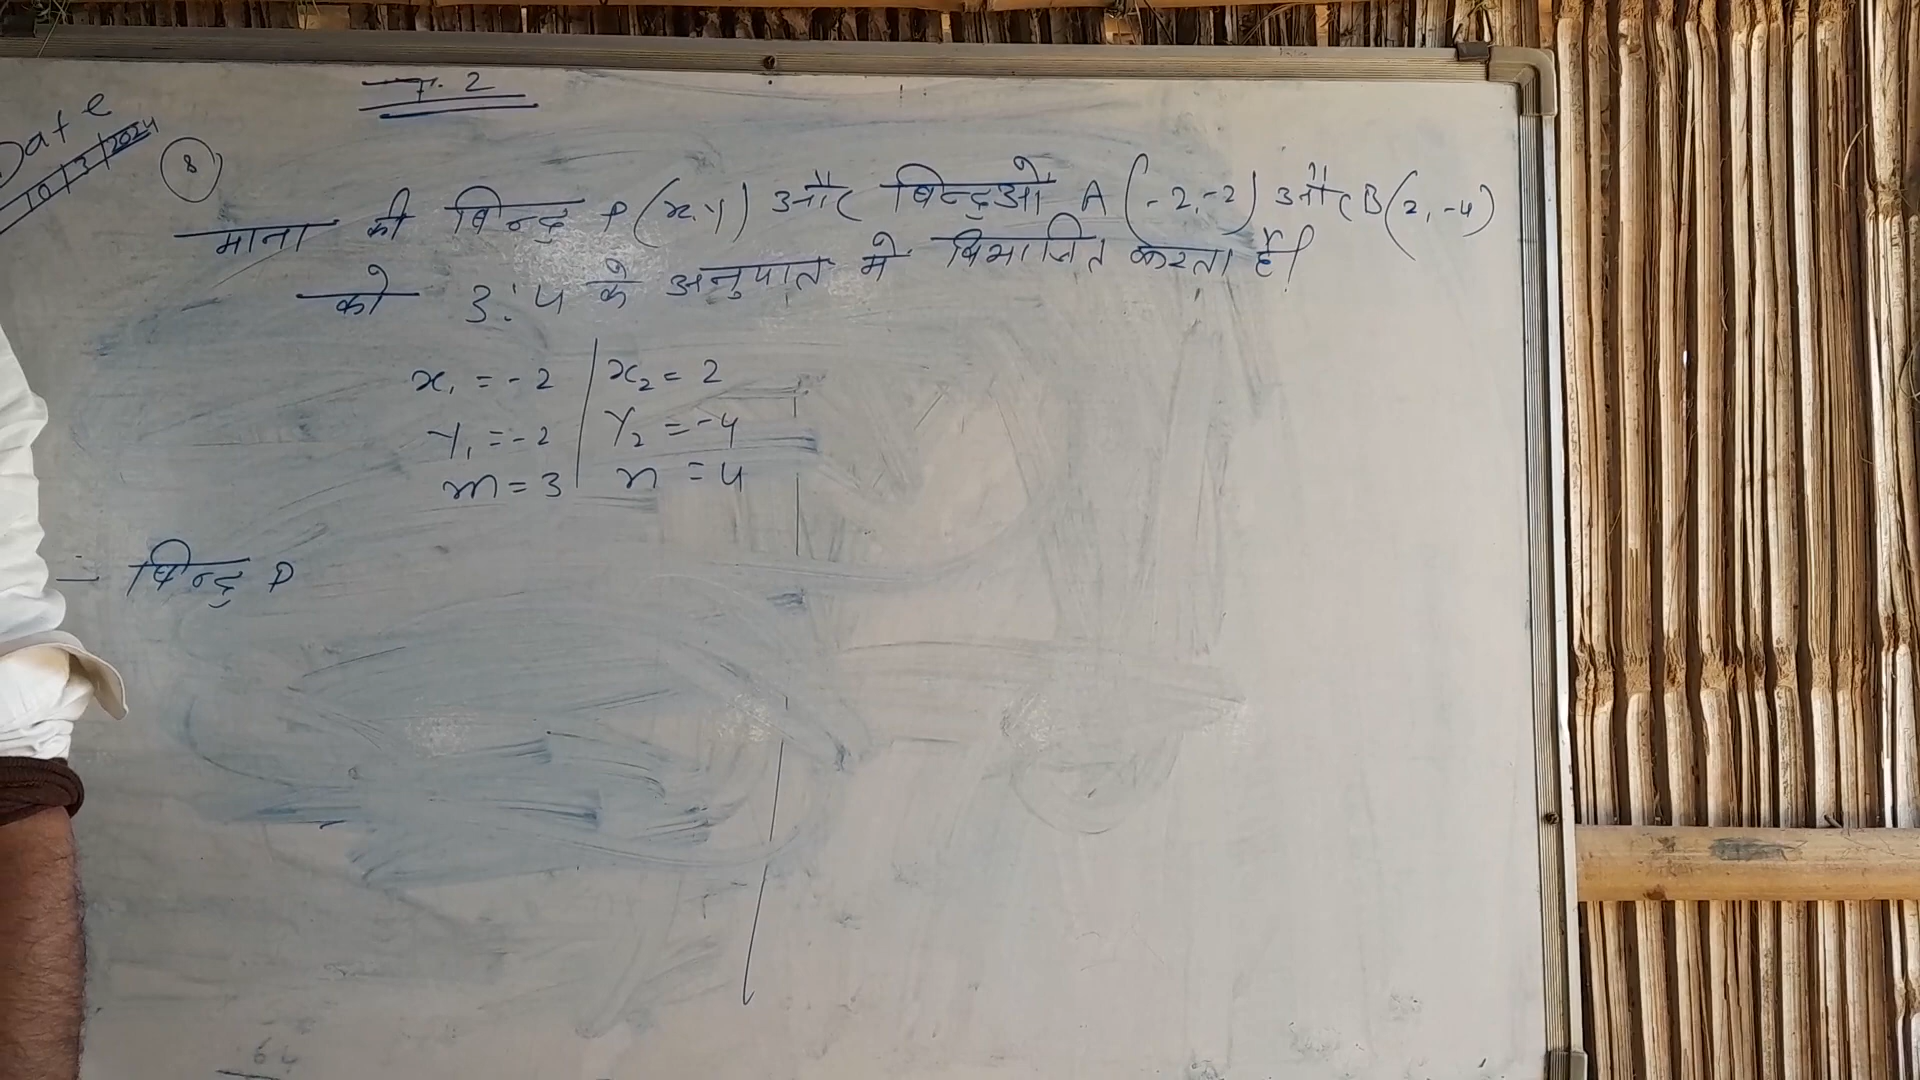 7.2
Date
10/3/2024
8
माना की बिन्दु P(x,y) और बिन्दुओं A(-2,-2) और B(2,-4)
को 3:4 के अनुपात मे विभाजित करता हैं।
x₁ = -2 | x₂ = 2
y₁ = -2 | y₂ = -4
m = 3 | n = 4
बिन्दु P
64